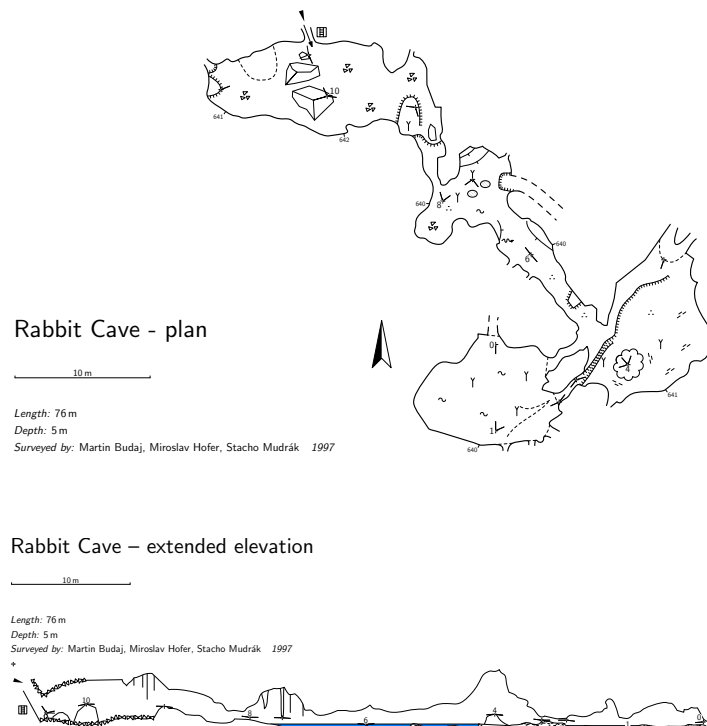 10
641
642
8
640
640
6
Rabbit Cave - plan
0
10 m
4
641
Length: 76 m
Depth: 5 m
1
Surveyed by: Martin Budaj, Miroslav Hofer, Stacho Mudrák 1997
640
Rabbit Cave – extended elevation
10 m
Length: 76 m
Depth: 5 m
Surveyed by: Martin Budaj, Miroslav Hofer, Stacho Mudrák 1997
10
8
6
4
1
0